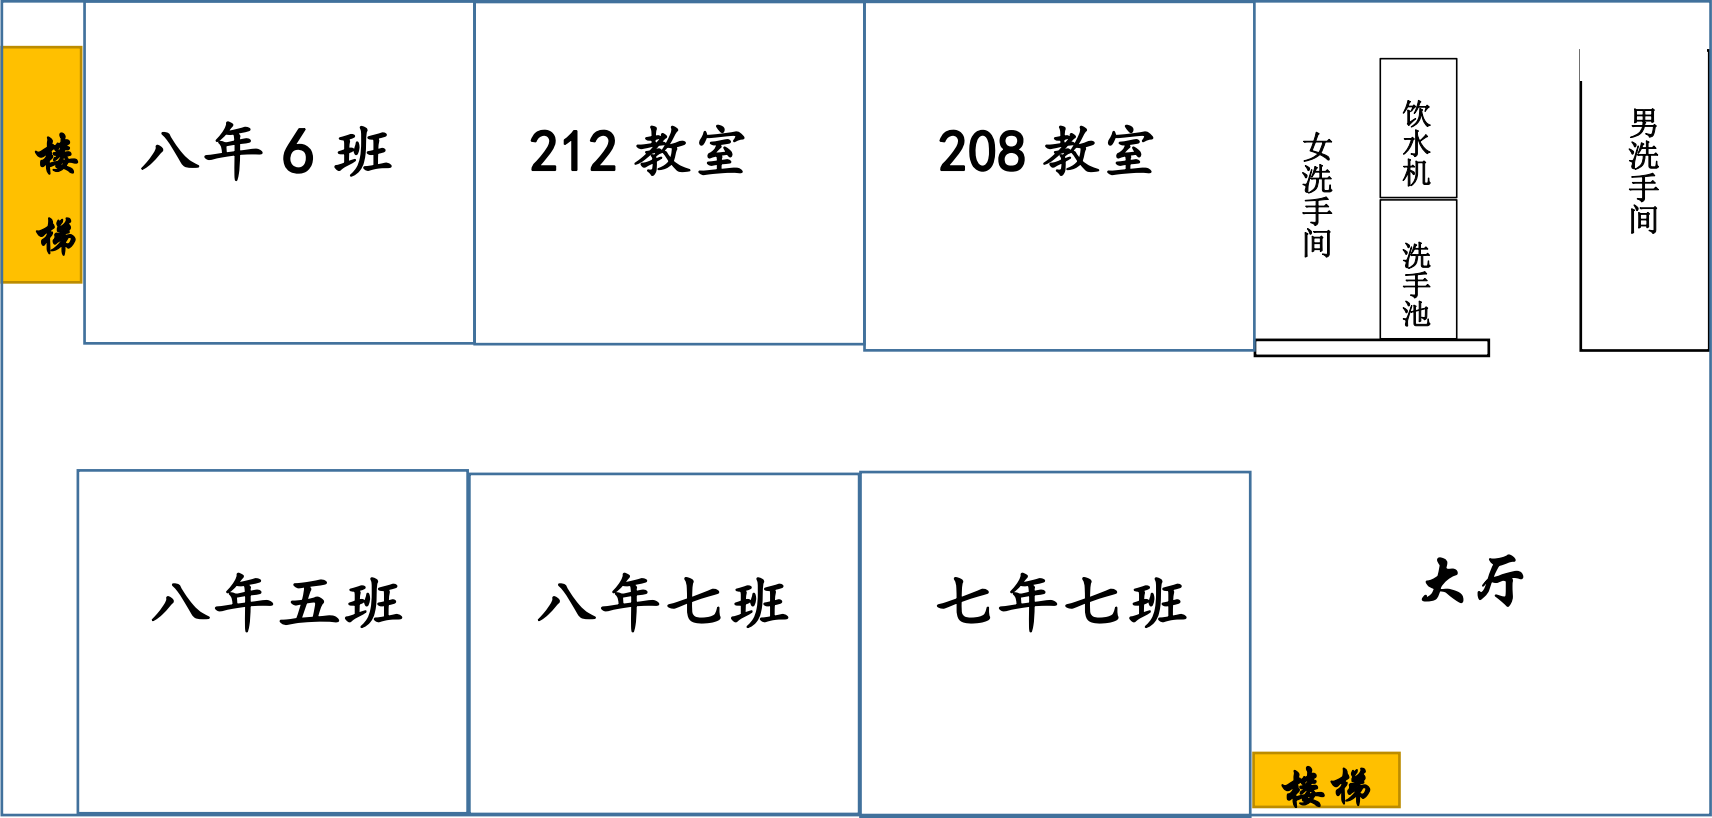 楼梯
八年6班
212教室
208教室
女洗手间
饮水机
洗手池
男洗手间
八年五班
八年七班
七年七班
大厅
楼梯